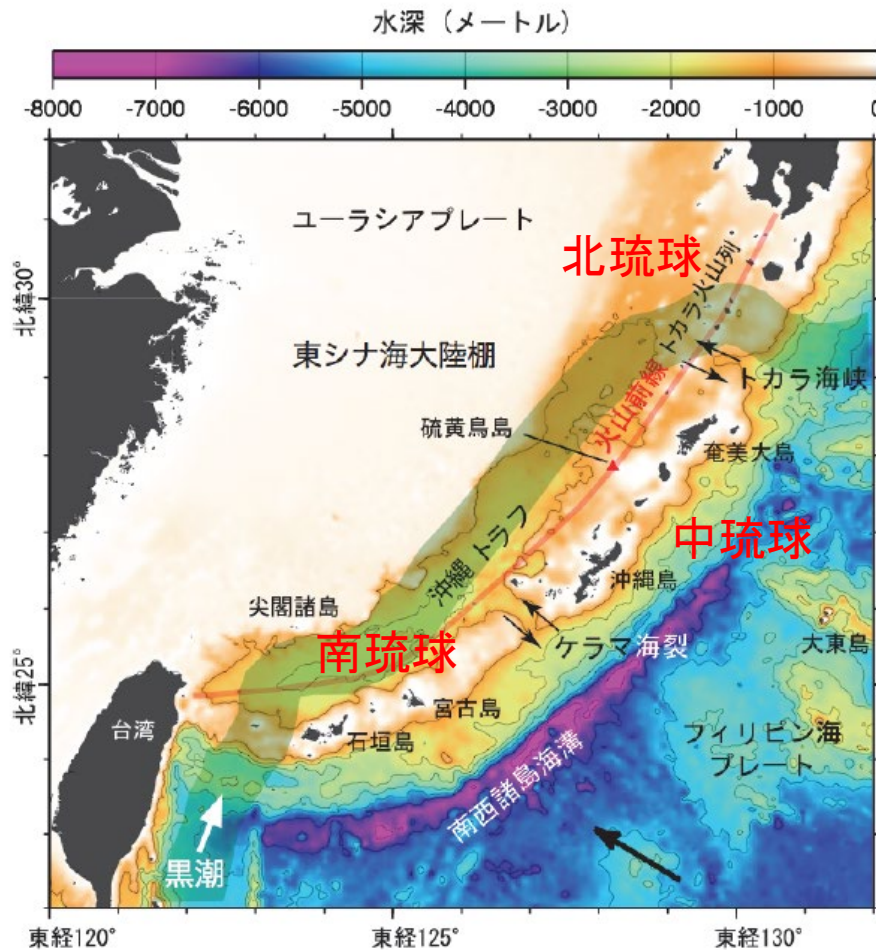 水深 (メートル)
-8000 -7000 -6000 -5000 -4000 -3000 -2000 -1000 0
ユーラシアプレート
北琉球
北緯30°
トカラ火山列
東シナ海大陸棚
トカラ海峡
火山前線
硫黄鳥島
奄美大島
中琉球
沖縄トラフ
沖縄島
尖閣諸島
南琉球
ケラマ海裂
大東島
北緯25°
宮古島
台湾
石垣島
フィリピン海
プレート
南西諸島海溝
黒潮
東経120° 東経125° 東経130°